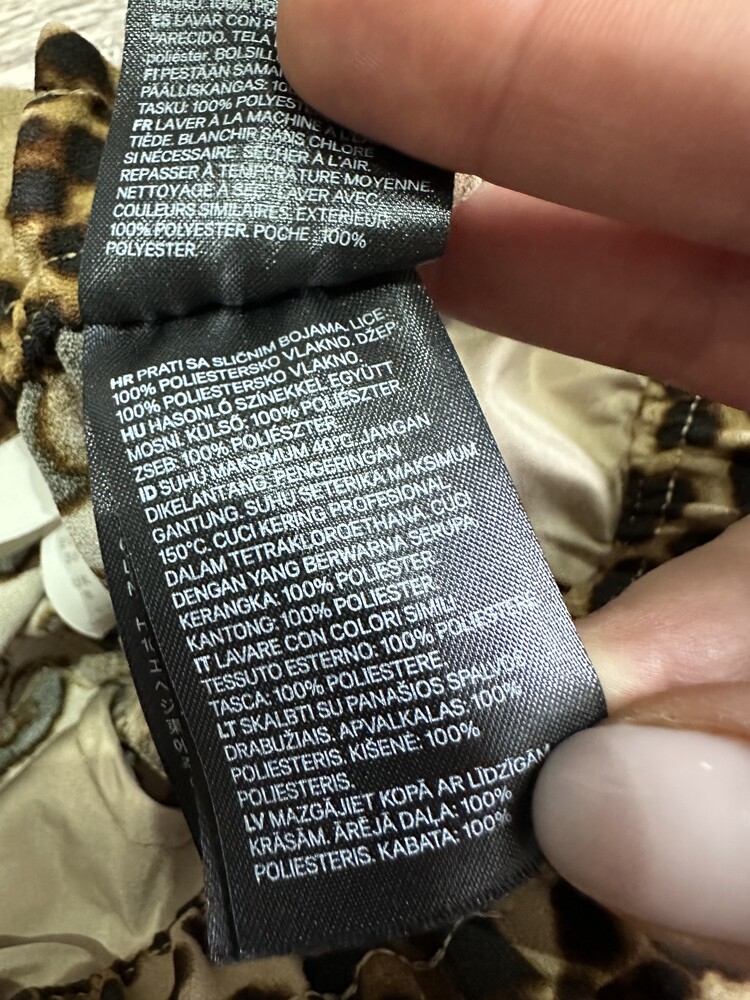 TASKU: 100% P
ES LAVAR CON P
PARECIDO. TELA
poliéster. BOLSILL
FI PESTÄÄN SAMA
PÄÄLLISKANGAS: 10
TASKU: 100% POLYEST
FR LAVER À LA MACHINE À L'EA
TIÈDE. BLANCHIR SANS CHLORE
SI NÉCESSAIRE. SÉCHER À L'AIR.
REPASSER À TEMPÉRATURE MOYENNE.
NETTOYAGE À SEC. LAVER AVEC
COULEURS SIMILAIRES. EXTÉRIEUR:
100% POLYESTER. POCHE: 100%
POLYESTER.
HR PRATI SA SLIČNIM BOJAMA. LICE:
100% POLIESTERSKO VLAKNO. DŽEP:
100% POLIESTERSKO VLAKNO.
HU HASONLÓ SZÍNEKKEL EGYÜTT
MOSNI. KÜLSŐ: 100% POLIÉSZTER
ZSEB: 100% POLIÉSZTER.
ID SUHU MAKSIMUM 40°C. JANGAN
DIKELANTANG. PENGERINGAN
GANTUNG. SUHU SETERIKA MAKSIMUM
150°C. CUCI KERING PROFESIONAL
DALAM TETRAKLOROETHANA. CUCI
DENGAN YANG BERWARNA SERUPA
KERANGKA: 100% POLIESTER.
KANTONG: 100% POLIESTER.
IT LAVARE CON COLORI SIMILI
TESSUTO ESTERNO: 100% POLIESTERE
TASCA: 100% POLIESTERE
LT SKALBTI SU PANAŠIOS SPALVOS
DRABUŽIAIS. APVALKALAS: 100%
POLIESTERIS. KIŠENĖ: 100%
POLIESTERIS.
LV MAZGĀJIET KOPĀ AR LĪDZĪGĀM
KRĀSĀM. ĀRĒJĀ DAĻA: 100%
POLIESTERIS. KABATA: 100%